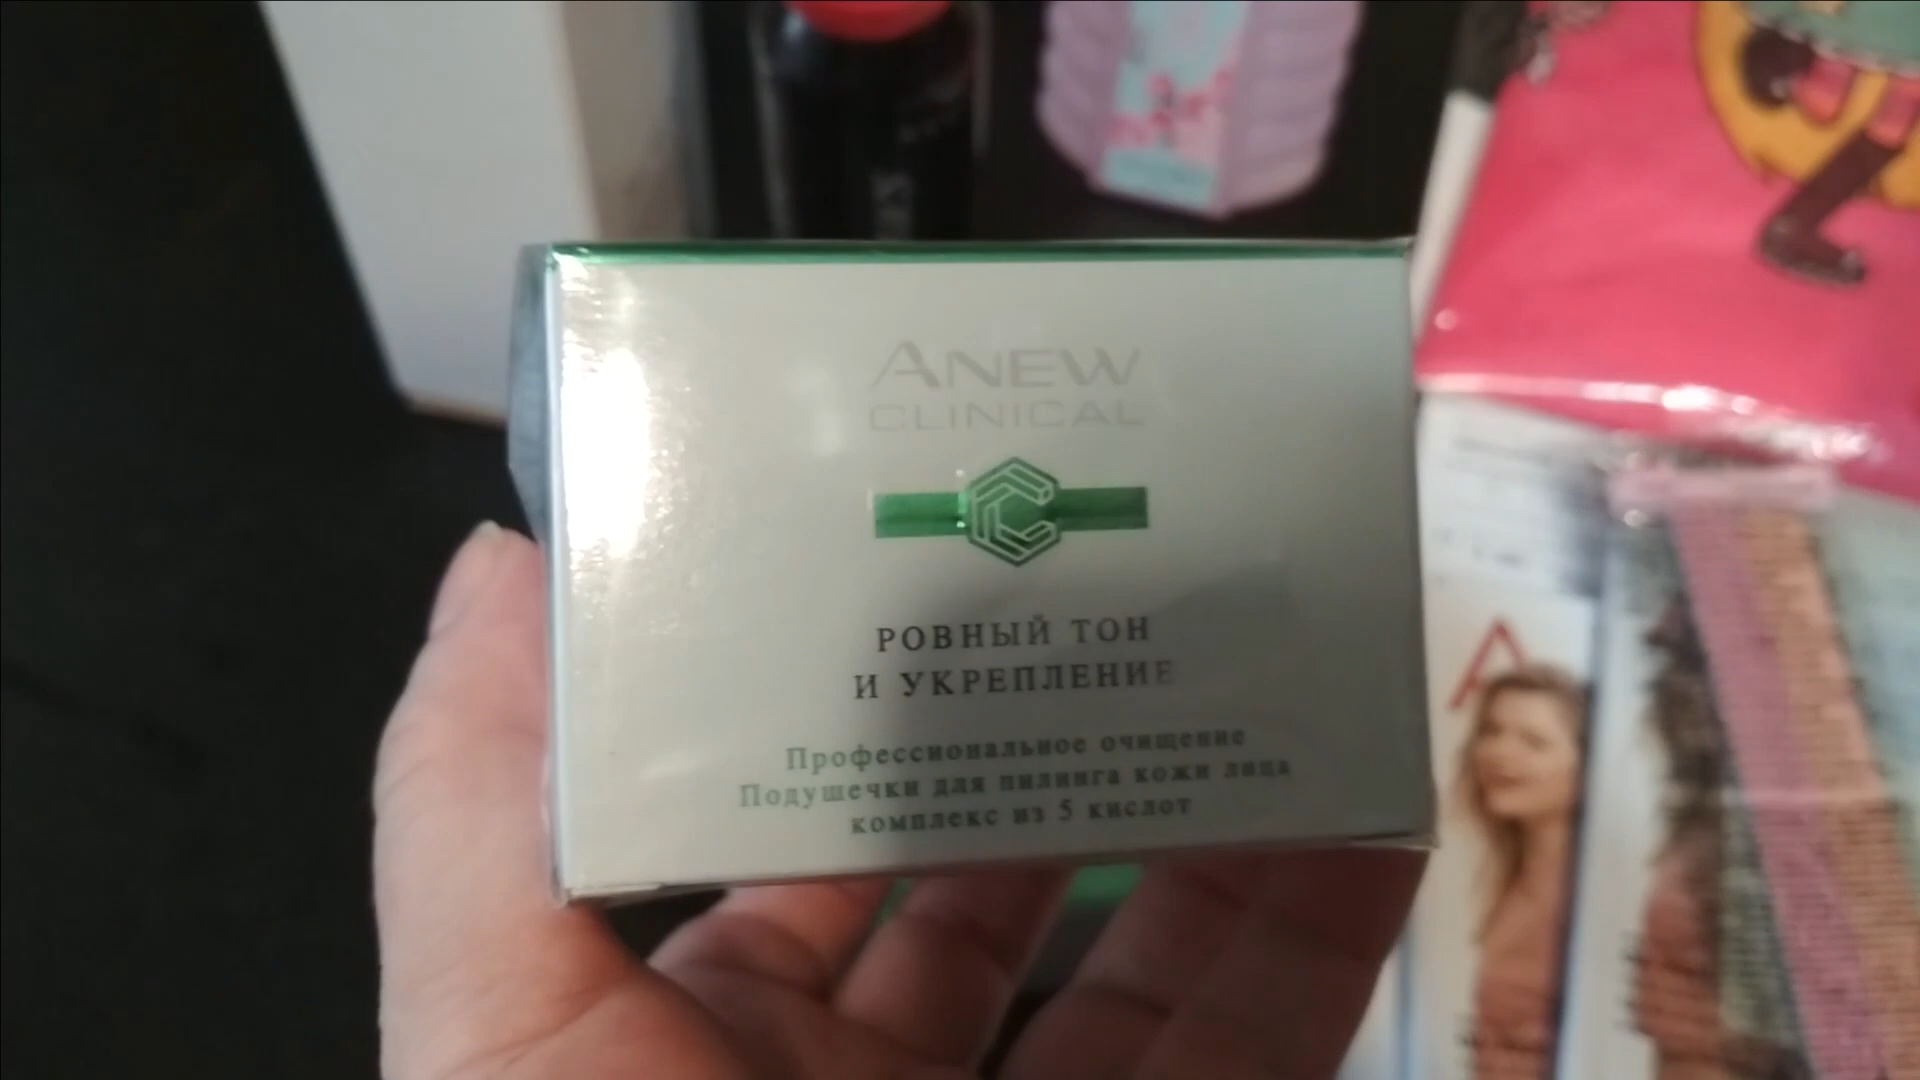 ANEW
CLINICAL
РОВНЫЙ ТОН
И УКРЕПЛЕНИЕ
Профессиональное очищение
Подушечки для пилинга кожи лица
комплекс из 5 кислот